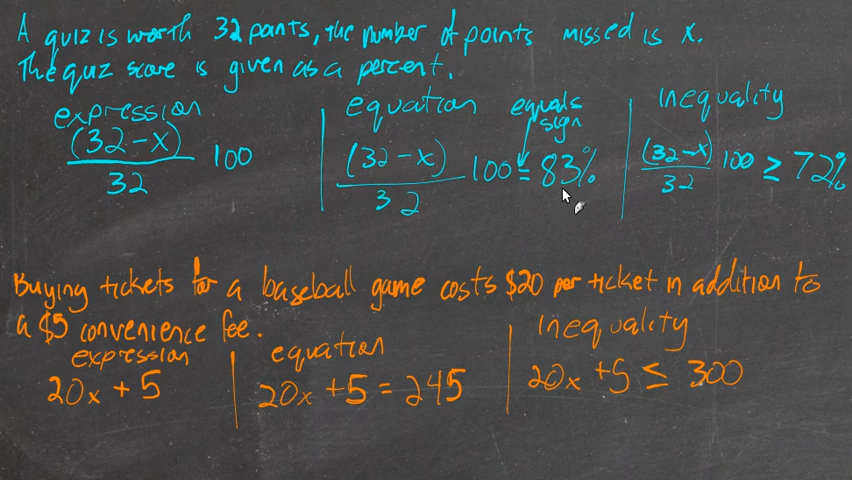 A quiz is worth 32 points, the number of points missed is x.
The quiz score is given as a percent.
expression
(32-x)
32
100
equation
equals
sign
(32-x)
32
100 = 83%
Inequality
(32-x)
32
100 ≥ 72%
Buying tickets for a baseball game costs $20 per ticket in addition to
a $5 convenience fee.
expression
20x + 5
equation
20x + 5 = 245
Inequality
20x + 5 ≤ 300